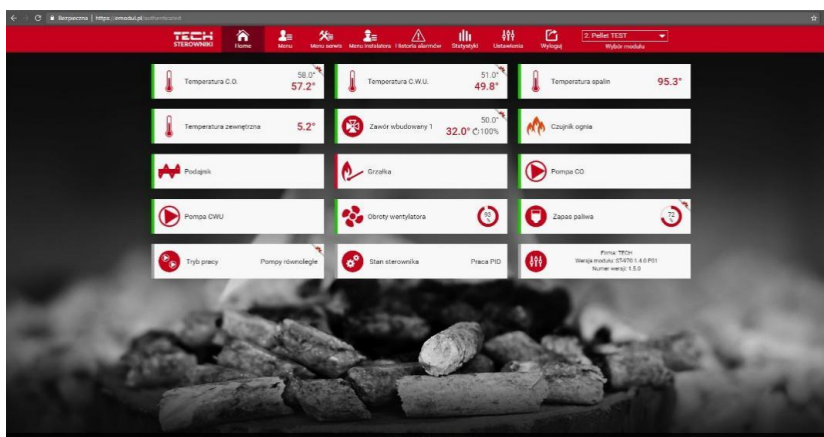 Bezpieczna | https://emodul.pl/authenticated
TECH
STEROWNIKI
Home
Menu
Menu serwis
Menu Instalatora
Historia alarmów
Statystyki
Ustawienia
Wyloguj
2. Pellet TEST
Wybór modułu
Temperatura C.O.
58.0°
57.2°
Temperatura C.W.U.
51.0°
49.8°
Temperatura spalin
95.3°
Temperatura zewnętrzna
5.2°
Zawór wbudowany 1
50.0°
32.0° 100%
Czujnik ognia
Podajnik
Grzałka
Pompa CO
Pompa CWU
Obroty wentylatora
93
%
Zapas paliwa
72
%
Tryb pracy
Pompy równoległe
Stan sterownika
Praca PID
Firma: TECH
Wersja modułu: ST-670 1.4.0 P01
Numer wersji: 1.5.0